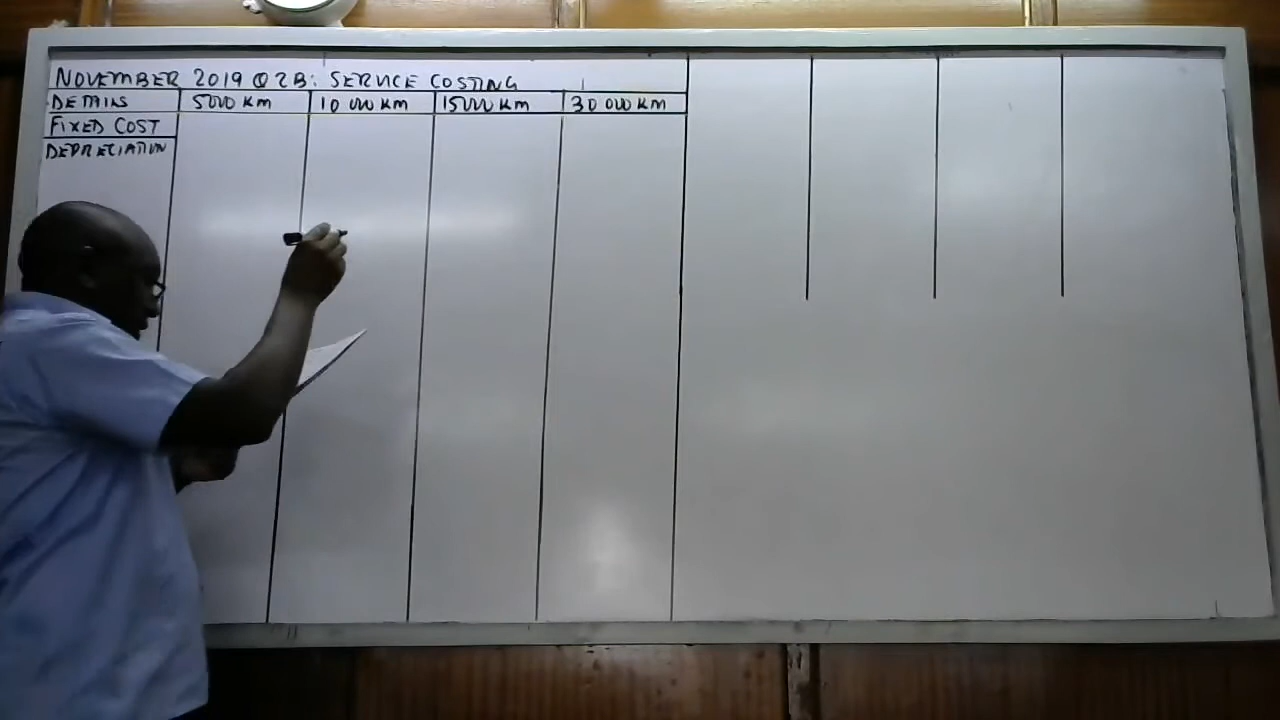 NOVEMBER 2019 Q2B: SERVICE COSTING
DETAILS 5000 KM 10 000 KM 15000 KM 30 000 KM
FIXED COST
DEPRECIATION